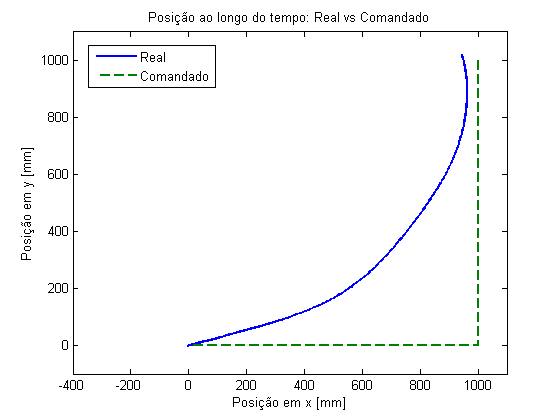 Posição ao longo do tempo: Real vs Comandado
Real
Comandado
Posição em y [mm]
1000
800
600
400
200
0
-400
-200
0
200
400
600
800
1000
Posição em x [mm]